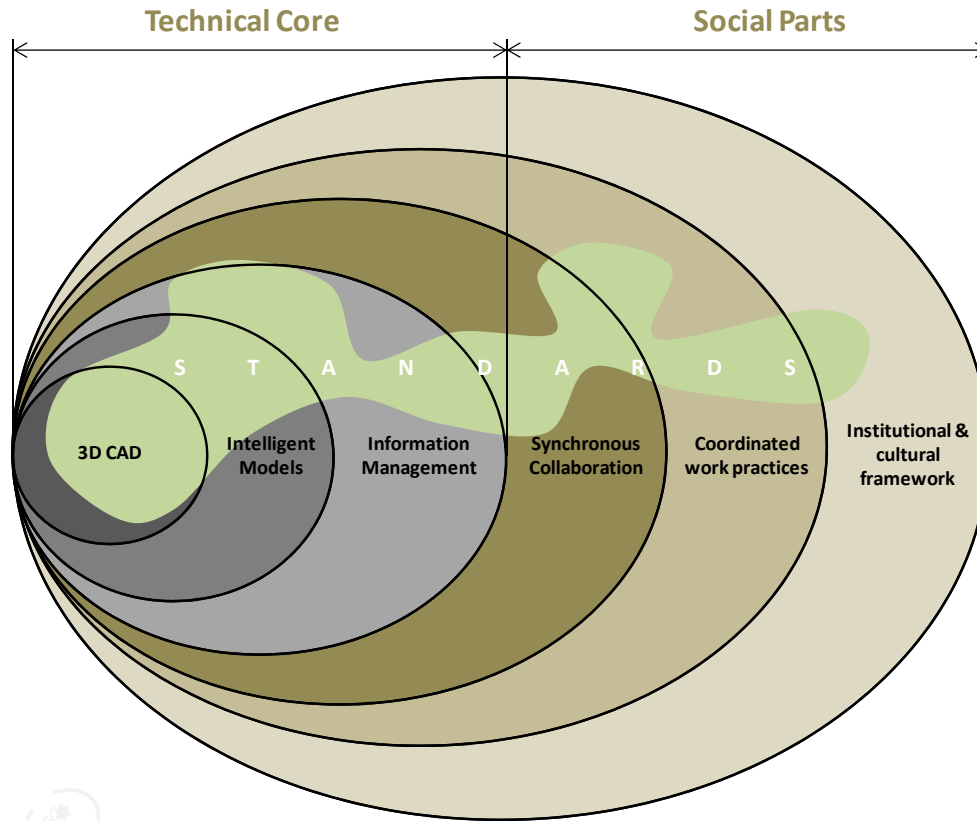 Technical Core
Social Parts
S T A N D A R D S
3D CAD
Intelligent
Models
Information
Management
Synchronous
Collaboration
Coordinated
work practices
Institutional &
cultural
framework